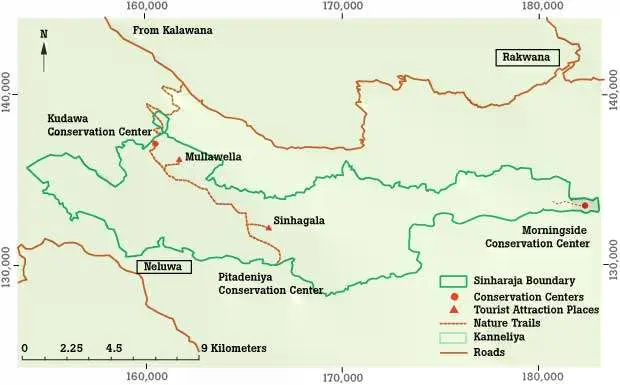 160,000 170,000 180,000
From Kalawana
N
Rakwana
140,000 140,000
Kudawa
Conservation Center
Mullawella
Sinhagala
Morningside
Conservation Center
130,000 130,000
Neluwa
Pitadeniya
Conservation Center
Sinharaja Boundary
Conservation Centers
Tourist Attraction Places
Nature Trails
Kanneliya
Roads
0 2.25 4.5 9 Kilometers
160,000 170,000 180,000